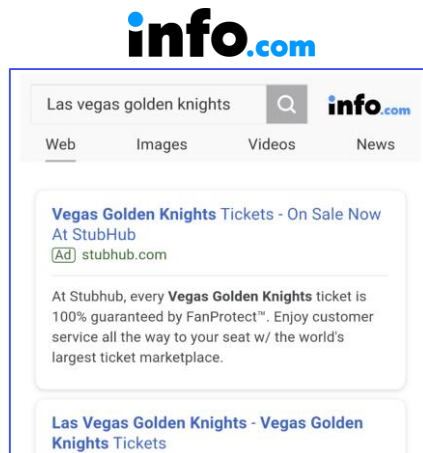 info.com
Las vegas golden knights
info.com
Web Images Videos News
Vegas Golden Knights Tickets - On Sale Now
At StubHub
Ad stubhub.com
At Stubhub, every Vegas Golden Knights ticket is
100% guaranteed by FanProtect™. Enjoy customer
service all the way to your seat w/ the world's
largest ticket marketplace.
Las Vegas Golden Knights - Vegas Golden
Knights Tickets